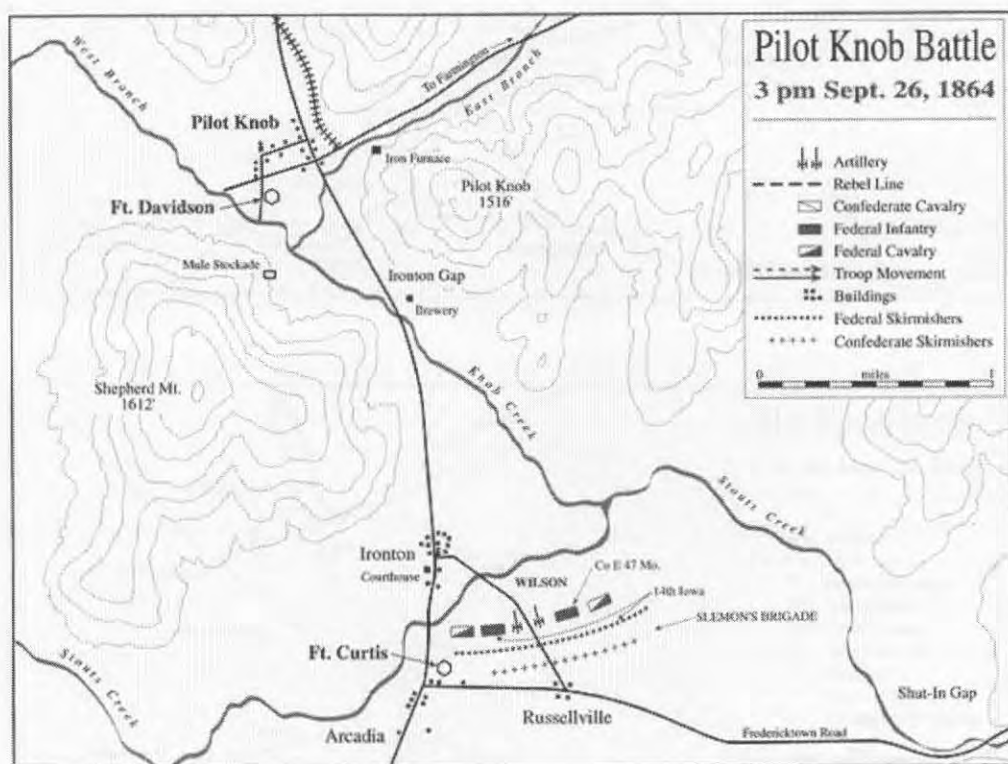 Pilot Knob Battle
3 pm Sept. 26, 1864
Artillery
Rebel Line
Confederate Cavalry
Federal Infantry
Federal Cavalry
Troop Movement
Buildings
Federal Skirmishers
Confederate Skirmishers
0 miles 1
West Branch
To Farmington
East Branch
Pilot Knob
Iron Furnace
Pilot Knob
1516'
Ft. Davidson
Mule Stockade
Ironton Gap
Brewery
Shepherd Mt.
1612'
Knob Creek
Stouts Creek
Ironton
Courthouse
WILSON
Co E 47 Mo.
14th Iowa
SLEMON'S BRIGADE
Ft. Curtis
Stouts Creek
Shut-In Gap
Russellville
Arcadia
Fredericktown Road